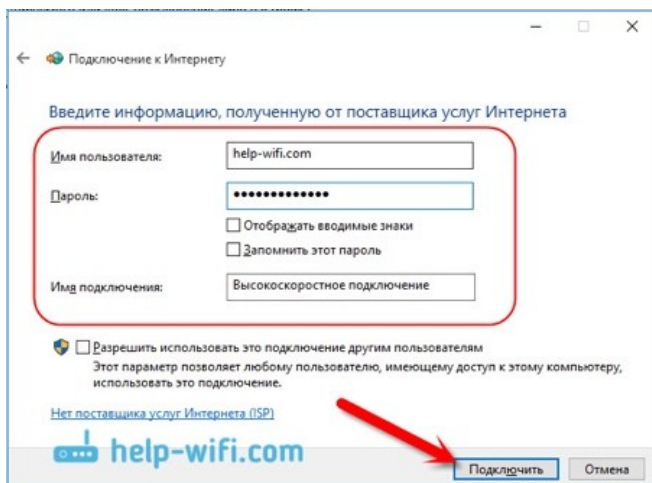 Подключение к Интернету
Введите информацию, полученную от поставщика услуг Интернета
Имя пользователя: help-wifi.com
Пароль: •••••••••••••
Отображать вводимые знаки
Запомнить этот пароль
Имя подключения: Высокоскоростное подключение
Разрешить использовать это подключение другим пользователям
Этот параметр позволяет любому пользователю, имеющему доступ к этому компьютеру,
использовать это подключение.
Нет поставщика услуг Интернета (ISP)
help-wifi.com
Подключить Отмена